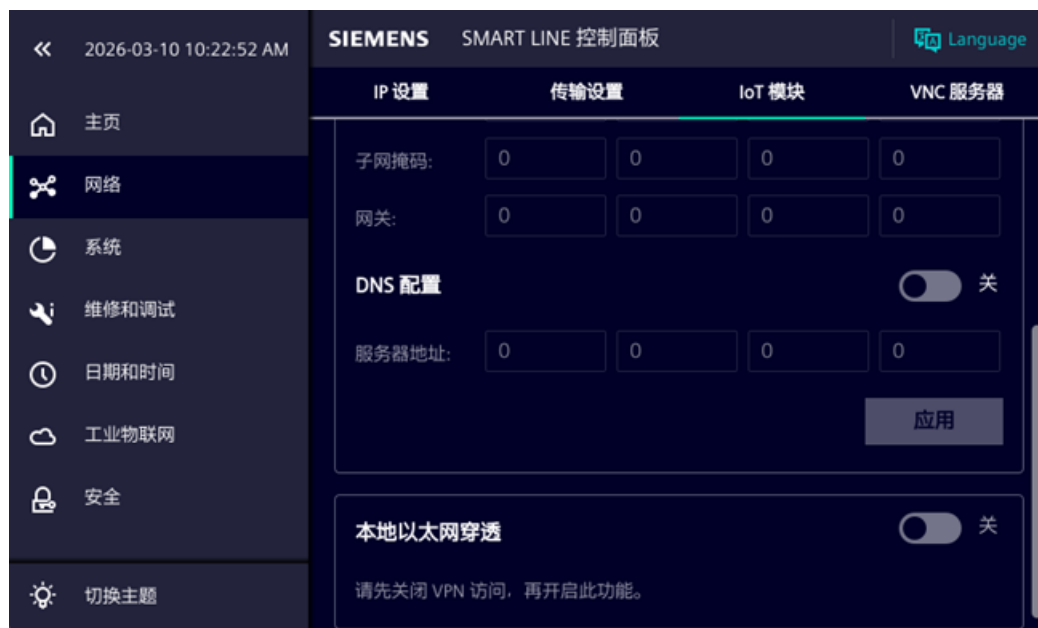 2026-03-10 10:22:52 AM
SIEMENS SMART LINE 控制面板
Language
IP 设置 传输设置 IoT 模块 VNC 服务器
主页
网络
系统
维修和调试
日期和时间
工业物联网
安全
切换主题
子网掩码: 0 0 0 0
网关: 0 0 0 0
DNS 配置 关
服务器地址: 0 0 0 0
应用
本地以太网穿透 关
请先关闭 VPN 访问，再开启此功能。